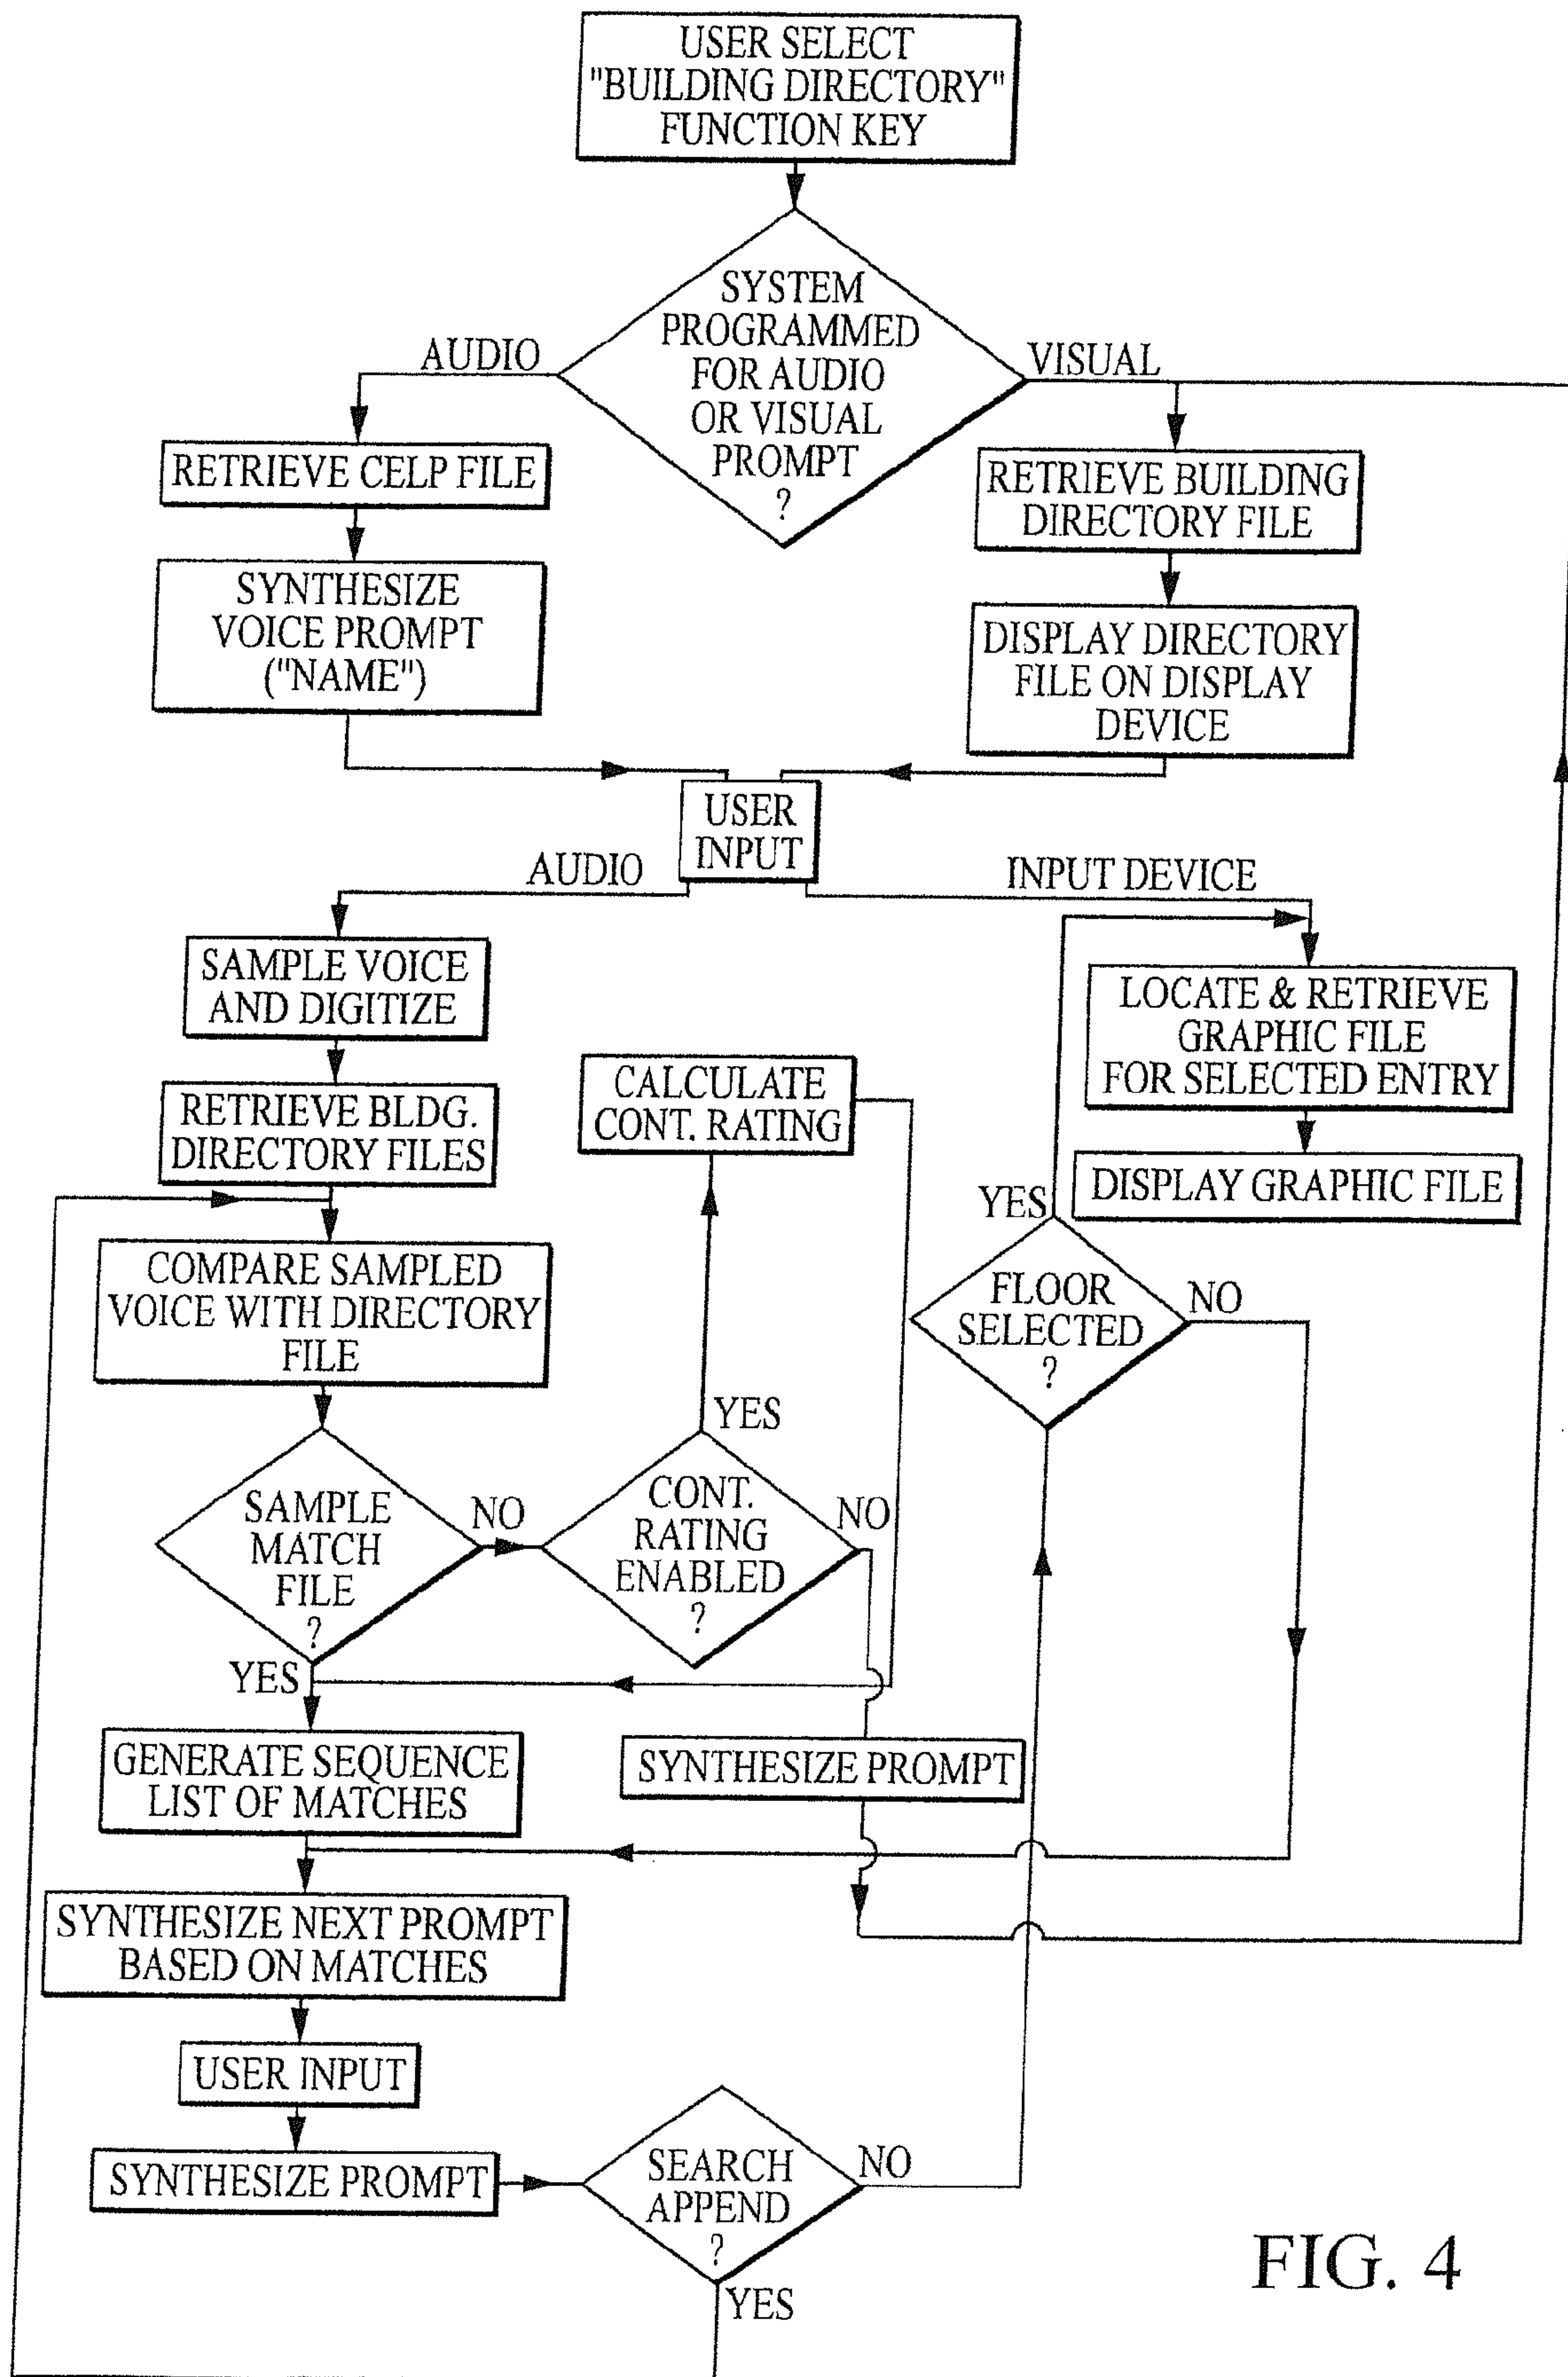 USER SELECT
"BUILDING DIRECTORY"
FUNCTION KEY
SYSTEM
PROGRAMMED
FOR AUDIO
OR VISUAL
PROMPT
?
AUDIO
VISUAL
RETRIEVE CELP FILE
RETRIEVE BUILDING
DIRECTORY FILE
SYNTHESIZE
VOICE PROMPT
("NAME")
DISPLAY DIRECTORY
FILE ON DISPLAY
DEVICE
USER
INPUT
AUDIO
INPUT DEVICE
SAMPLE VOICE
AND DIGITIZE
LOCATE & RETRIEVE
GRAPHIC FILE
FOR SELECTED ENTRY
CALCULATE
CONT. RATING
RETRIEVE BLDG.
DIRECTORY FILES
DISPLAY GRAPHIC FILE
YES
COMPARE SAMPLED
VOICE WITH DIRECTORY
FILE
FLOOR
SELECTED
?
NO
YES
SAMPLE
MATCH
FILE
?
NO
CONT.
RATING
ENABLED
?
NO
YES
GENERATE SEQUENCE
LIST OF MATCHES
SYNTHESIZE PROMPT
SYNTHESIZE NEXT PROMPT
BASED ON MATCHES
USER INPUT
SYNTHESIZE PROMPT
SEARCH
APPEND
?
NO
YES
FIG. 4